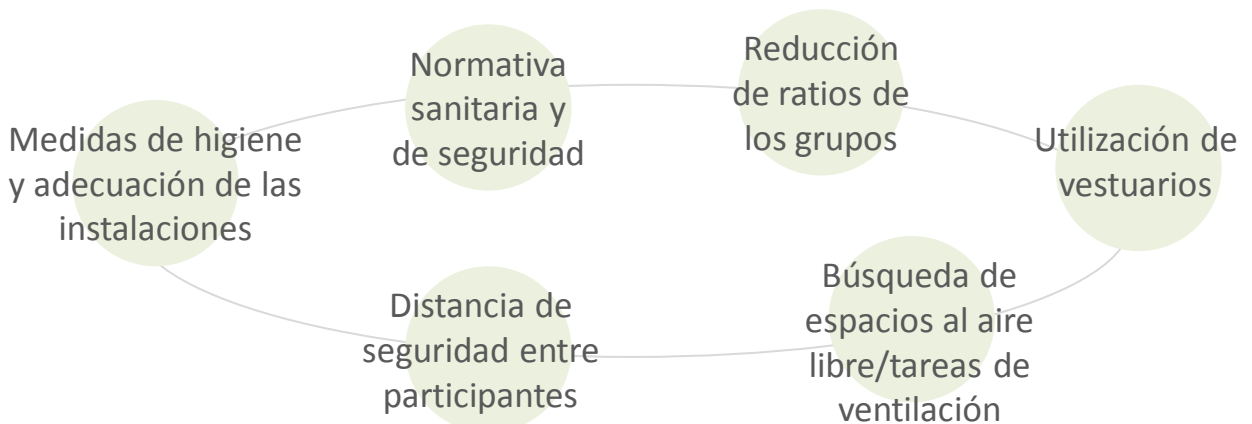 Medidas de higiene
y adecuación de las
instalaciones
Normativa
sanitaria y
de seguridad
Reducción
de ratios de
los grupos
Utilización de
vestuarios
Búsqueda de
espacios al aire
libre/tareas de
ventilación
Distancia de
seguridad entre
participantes